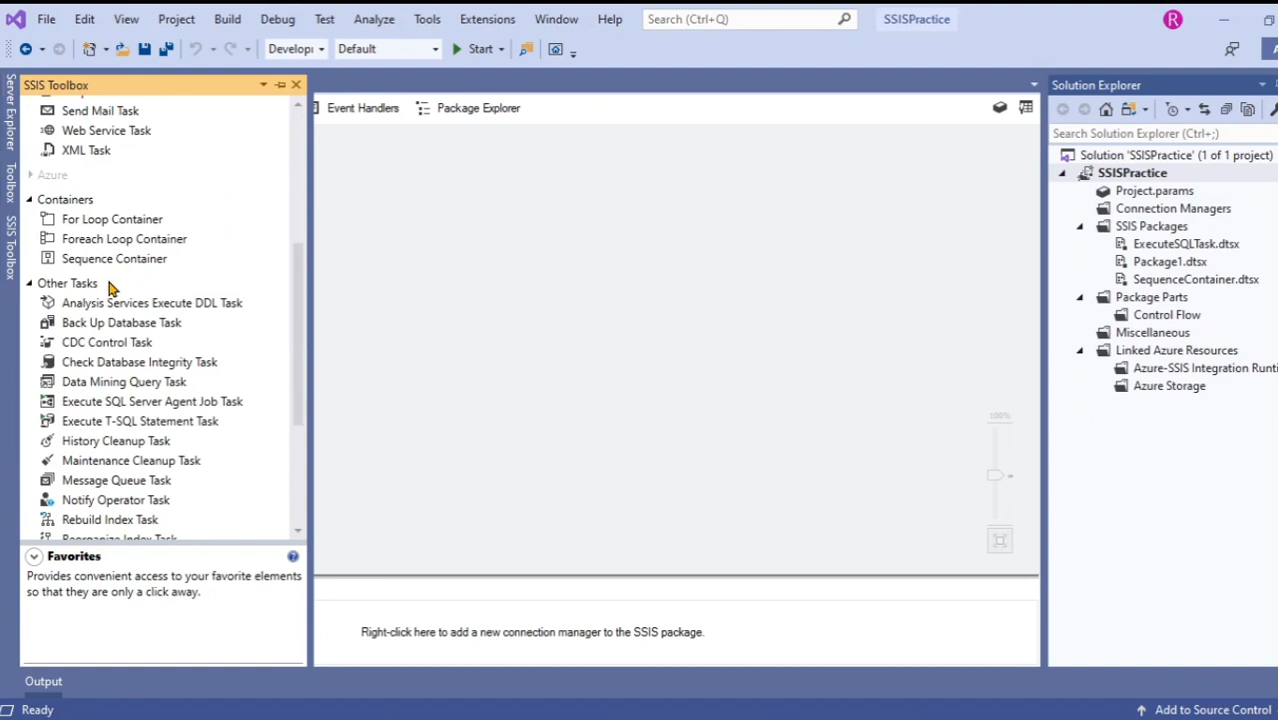 File Edit View Project Build Debug Test Analyze Tools Extensions Window Help Search (Ctrl+Q) SSISPractice R
Default Start
SSIS Toolbox
Server Explorer
Toolbox
SSIS Toolbox
Send Mail Task
Web Service Task
XML Task
Azure
Containers
For Loop Container
Foreach Loop Container
Sequence Container
Other Tasks
Analysis Services Execute DDL Task
Back Up Database Task
CDC Control Task
Check Database Integrity Task
Data Mining Query Task
Execute SQL Server Agent Job Task
Execute T-SQL Statement Task
History Cleanup Task
Maintenance Cleanup Task
Message Queue Task
Notify Operator Task
Rebuild Index Task
Reorganize Index Task
Favorites
Provides convenient access to your favorite elements
so that they are only a click away.
Event Handlers Package Explorer
100%
Right-click here to add a new connection manager to the SSIS package.
Solution Explorer
Search Solution Explorer (Ctrl+;)
Solution 'SSISPractice' (1 of 1 project)
SSISPractice
Project.params
Connection Managers
SSIS Packages
ExecuteSQLTask.dtsx
Package1.dtsx
SequenceContainer.dtsx
Package Parts
Control Flow
Miscellaneous
Linked Azure Resources
Azure-SSIS Integration Runti
Azure Storage
Output
Ready
Add to Source Control